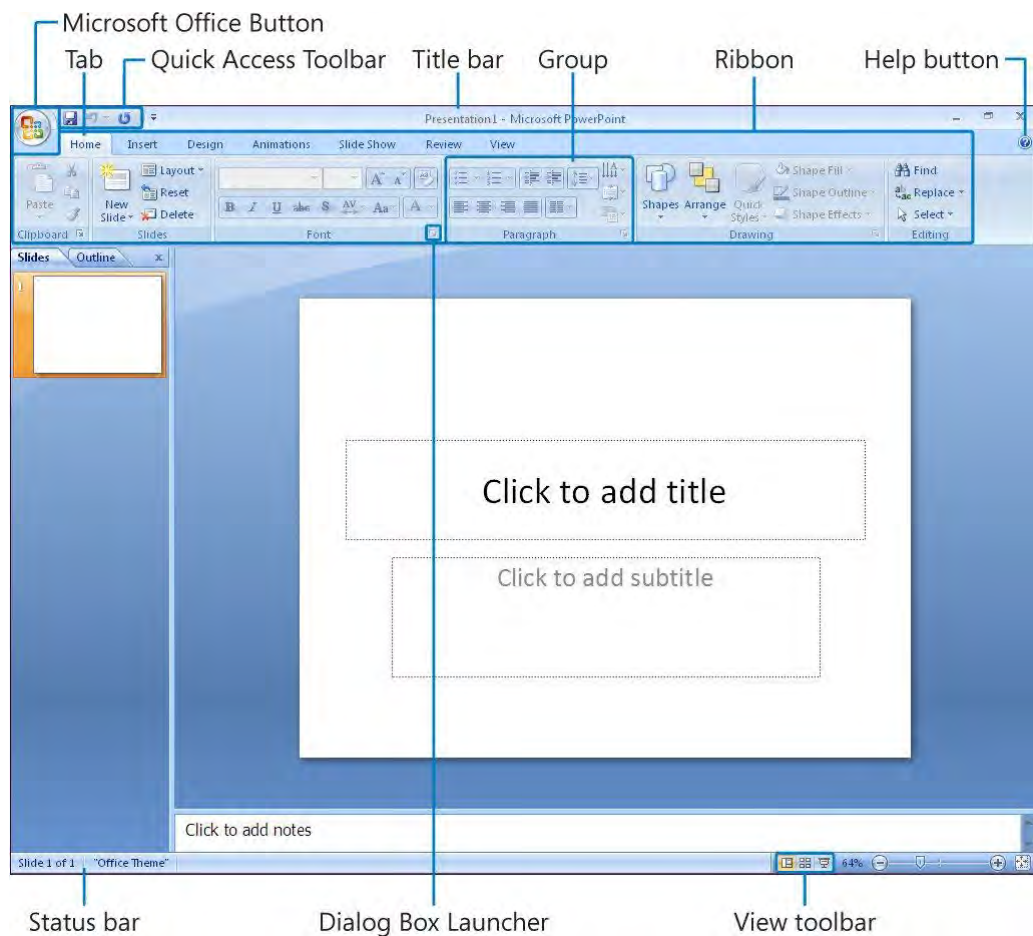 Microsoft Office Button
Tab Quick Access Toolbar Title bar Group Ribbon Help button
Presentation1 - Microsoft PowerPoint
Home Insert Design Animations Slide Show Review View
Paste
New Slide
Layout
Reset
Delete
B I U abc S AV Aa A
Shapes Arrange Quick Styles
Shape Fill
Shape Outline
Shape Effects
Find
Replace
Select
Clipboard Slides Font Paragraph Drawing Editing
Slides Outline x
1
Click to add title
Click to add subtitle
Click to add notes
Slide 1 of 1 "Office Theme" 64%
Status bar Dialog Box Launcher View toolbar